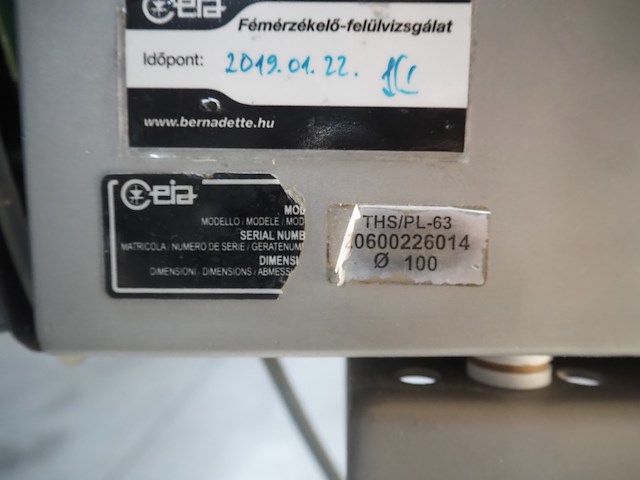 ceia
Fémérzékelő-felülvizsgálat
Időpont: 2019.01.22.
www.bernadette.hu
ceia
MOD
MODELLO / MODELE / MOD
SERIAL NUMB
MATRICOLA / NUMERO DE SERIE / GERATENUM
DIMENSI
DIMENSIONI / DIMENSIONS / ABMESS
THS/PL-63
0600226014
Ø 100